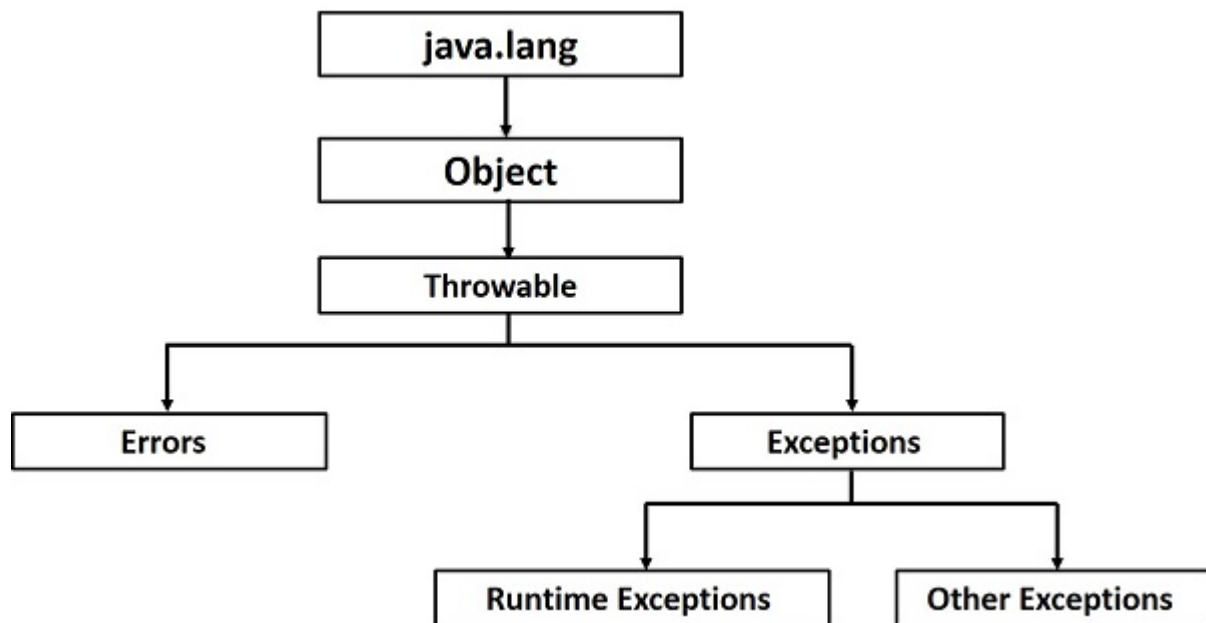 java.lang
Object
Throwable
Errors
Exceptions
Runtime Exceptions
Other Exceptions